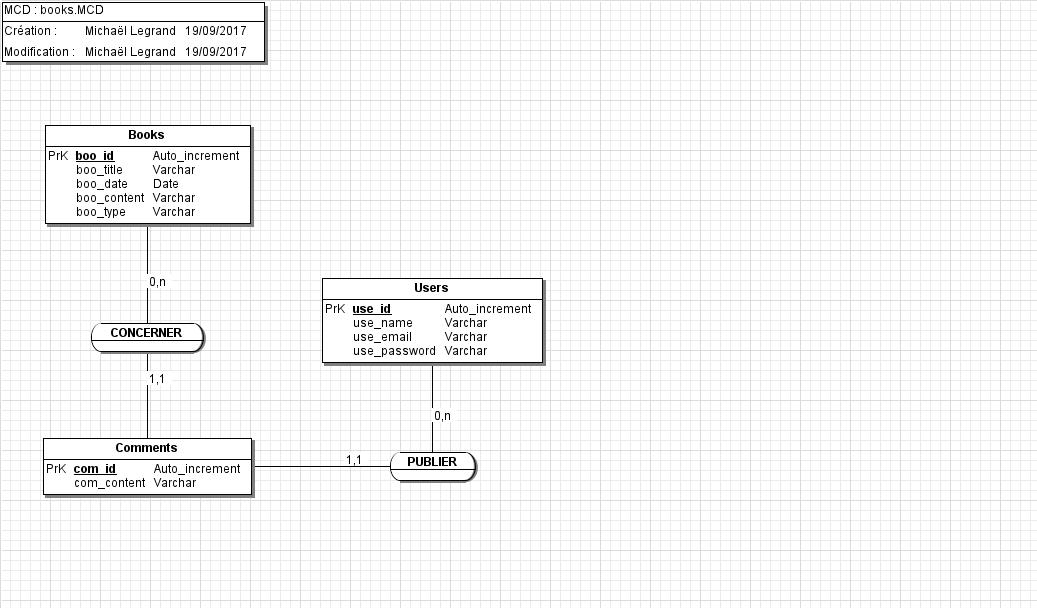 MCD : books.MCD
Création : Michaël Legrand 19/09/2017
Modification : Michaël Legrand 19/09/2017
Books
PrK boo_id Auto_increment
boo_title Varchar
boo_date Date
boo_content Varchar
boo_type Varchar
0,n
CONCERNER
1,1
Users
PrK use_id Auto_increment
use_name Varchar
use_email Varchar
use_password Varchar
0,n
Comments
PrK com_id Auto_increment
com_content Varchar
1,1
PUBLIER